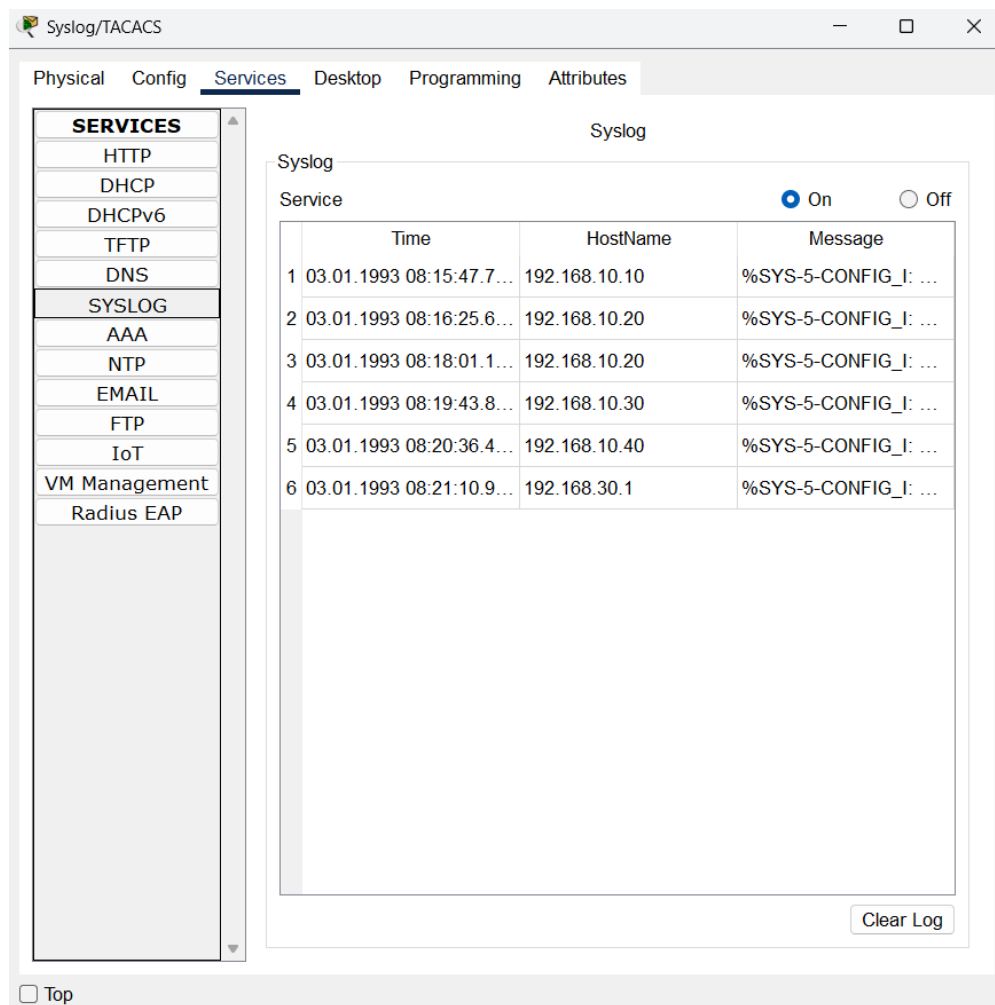 Syslog/TACACS
Physical Config Services Desktop Programming Attributes
SERVICES
HTTP
DHCP
DHCPv6
TFTP
DNS
SYSLOG
AAA
NTP
EMAIL
FTP
IoT
VM Management
Radius EAP
Syslog
Syslog
Service On Off
Time HostName Message
1 03.01.1993 08:15:47.7... 192.168.10.10 %SYS-5-CONFIG_I: ...
2 03.01.1993 08:16:25.6... 192.168.10.20 %SYS-5-CONFIG_I: ...
3 03.01.1993 08:18:01.1... 192.168.10.20 %SYS-5-CONFIG_I: ...
4 03.01.1993 08:19:43.8... 192.168.10.30 %SYS-5-CONFIG_I: ...
5 03.01.1993 08:20:36.4... 192.168.10.40 %SYS-5-CONFIG_I: ...
6 03.01.1993 08:21:10.9... 192.168.30.1 %SYS-5-CONFIG_I: ...
Clear Log
Top